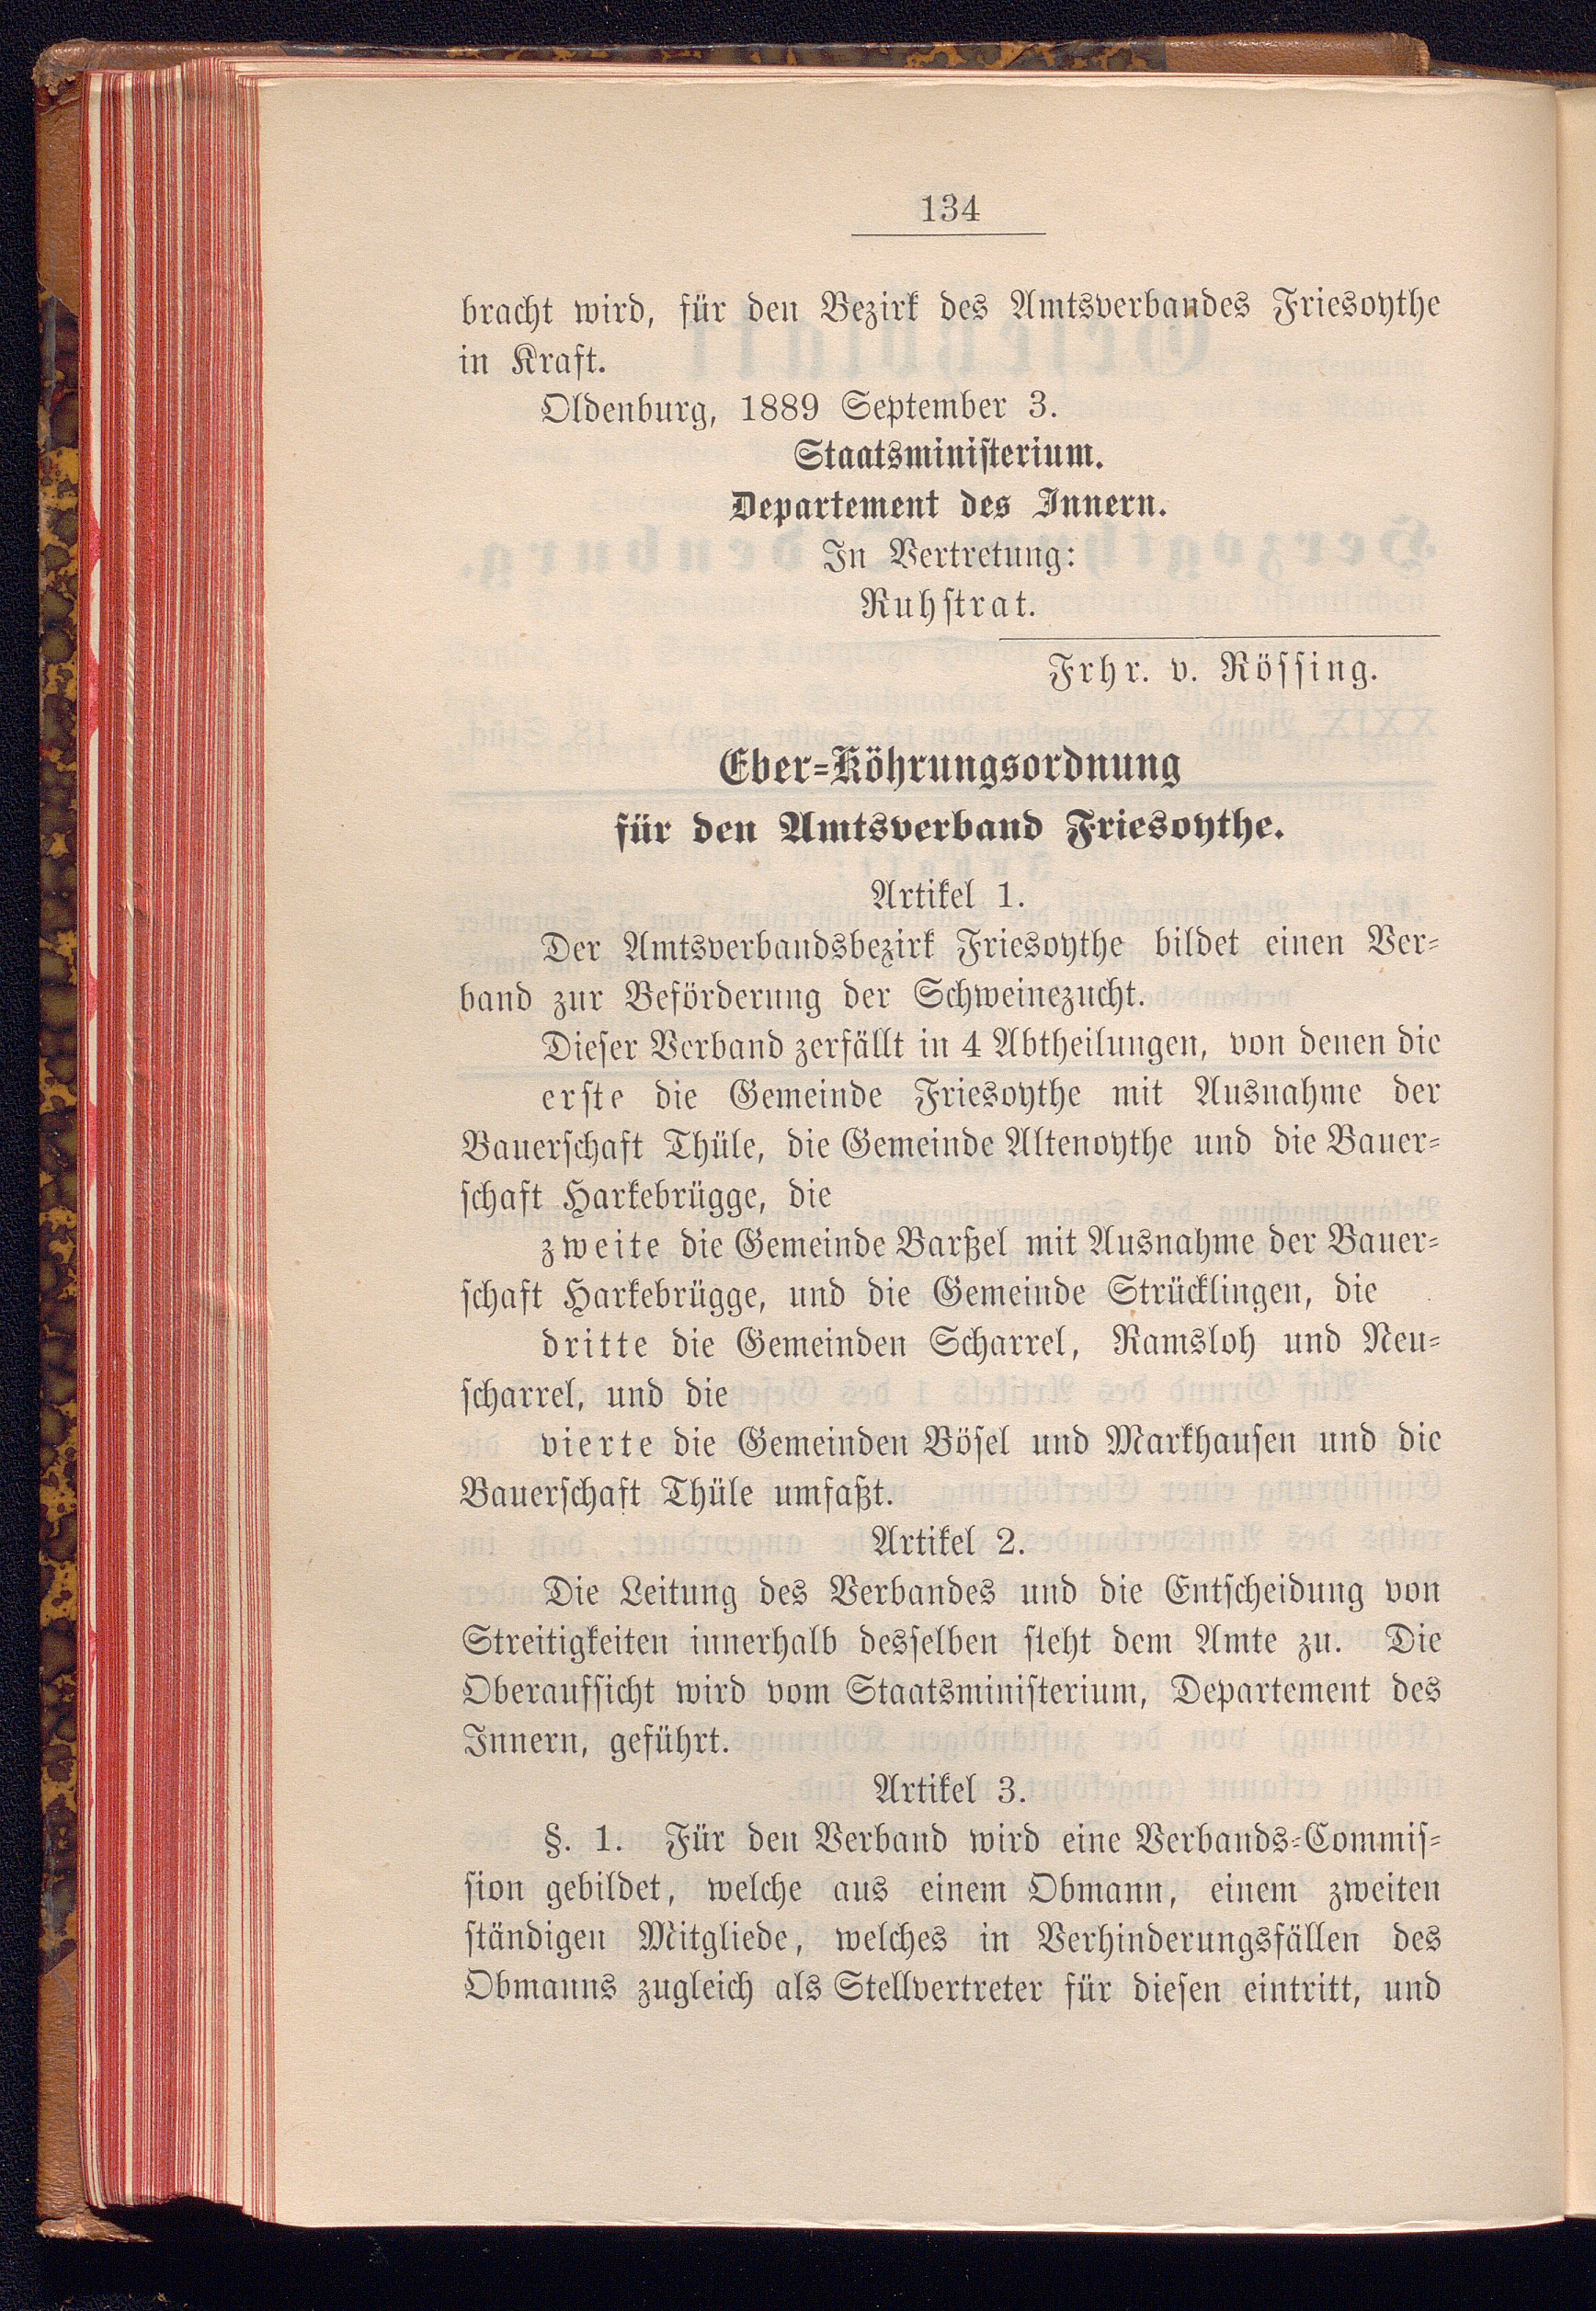 134
bracht wird, für den Bezirk des Amtsverbandes Friesoythe
in Kraft.
Oldenburg, 1889 September 3.
Staatsministerium.
Departement des Innern.
In Vertretung:
Ruhstrat.
Frhr. v. Rössing.
Eber-Köhrungsordnung
für den Amtsverband Friesoythe.
Artikel 1.
Der Amtsverbandsbezirk Friesoythe bildet einen Ver-
band zur Beförderung der Schweinezucht.
Dieser Verband zerfällt in 4 Abtheilungen, von denen die
erste die Gemeinde Friesoythe mit Ausnahme der
Bauerschaft Thüle, die Gemeinde Altenoythe und die Bauer-
schaft Harkebrügge, die
zweite die Gemeinde Barßel mit Ausnahme der Bauer-
schaft Harkebrügge, und die Gemeinde Strücklingen, die
dritte die Gemeinden Scharrel, Ramsloh und Neu-
scharrel, und die
vierte die Gemeinden Bösel und Markhausen und die
Bauerschaft Thüle umfaßt.
Artikel 2.
Die Leitung des Verbandes und die Entscheidung von
Streitigkeiten innerhalb desselben steht dem Amte zu. Die
Oberaufsicht wird vom Staatsministerium, Departement des
Innern, geführt.
Artikel 3.
§. 1. Für den Verband wird eine Verbands-Commis-
sion gebildet, welche aus einem Obmann, einem zweiten
ständigen Mitgliede, welches in Verhinderungsfällen des
Obmanns zugleich als Stellvertreter für diesen eintritt, und